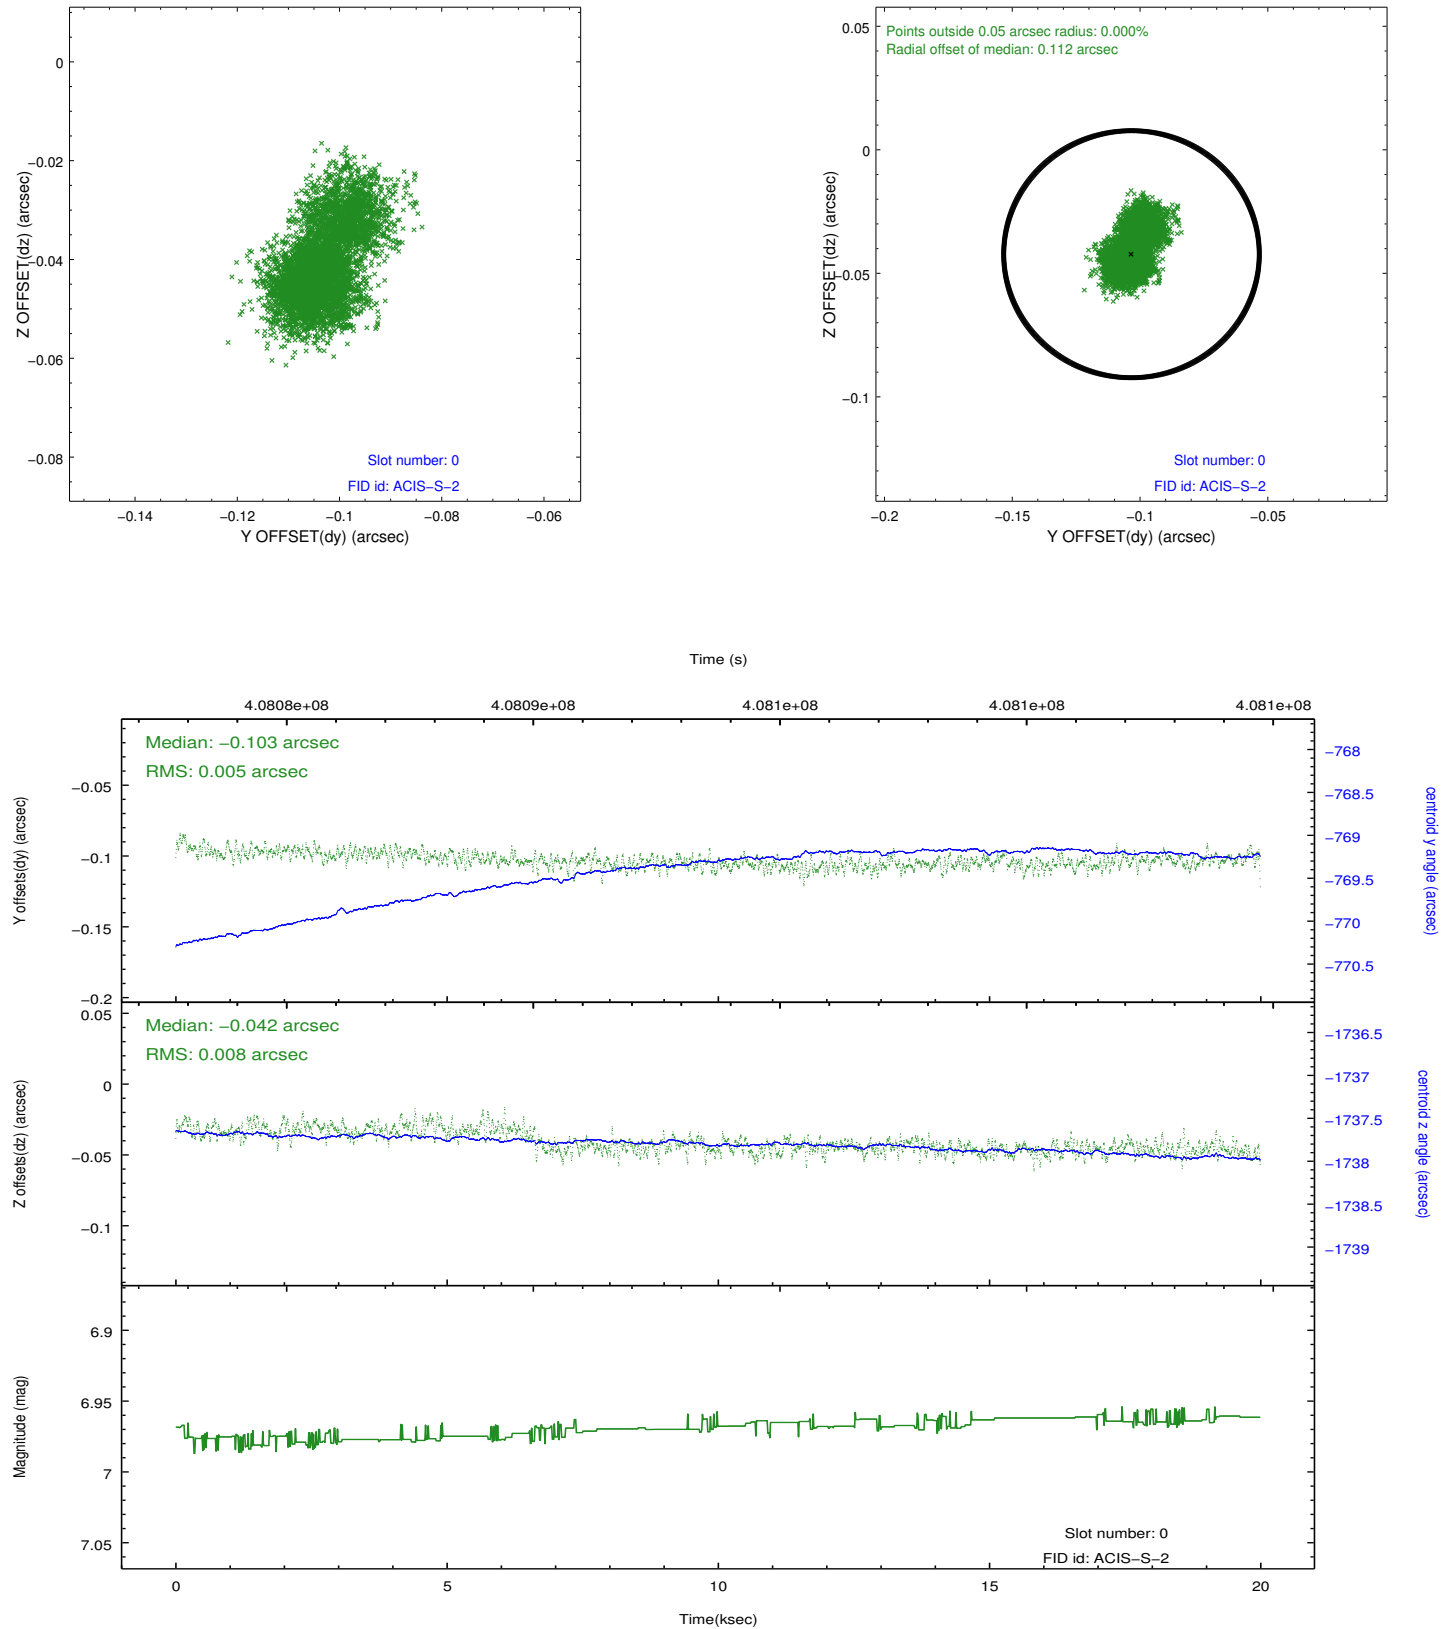 0
−0.02
−0.04
−0.06
−0.08
Z OFFSET(dz) (arcsec)
Slot number: 0
FID id: ACIS−S−2
−0.14
−0.12
−0.1
−0.08
−0.06
Y OFFSET(dy) (arcsec)
Points outside 0.05 arcsec radius: 0.000%
Radial offset of median: 0.112 arcsec
0.05
0
−0.05
−0.1
Z OFFSET(dz) (arcsec)
Slot number: 0
FID id: ACIS−S−2
−0.2
−0.15
−0.1
−0.05
Y OFFSET(dy) (arcsec)
Time (s)
4.0808e+08
4.0809e+08
4.081e+08
4.081e+08
4.081e+08
Median: −0.103 arcsec
RMS: 0.005 arcsec
−0.05
−0.1
−0.15
−0.2
Y offsets(dy) (arcsec)
−768
−768.5
−769
−769.5
−770
−770.5
centroid y angle (arcsec)
Median: −0.042 arcsec
RMS: 0.008 arcsec
0.05
0
−0.05
−0.1
Z offsets(dz) (arcsec)
−1736.5
−1737
−1737.5
−1738
−1738.5
−1739
centroid z angle (arcsec)
6.9
6.95
7
7.05
Magnitude (mag)
Slot number: 0
FID id: ACIS−S−2
0
5
10
15
20
Time(ksec)